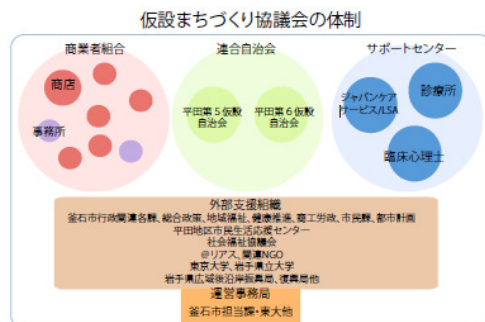 仮設まちづくり協議会の体制
商業者組合
連合自治会
サポートセンター
商店
事務所
平田第5仮設
自治会
平田第6仮設
自治会
ジャパンケア
サービス/LSA
診療所
臨床心理士
外部支援組織
釜石市行政関連各課、総合政策、地域福祉、健康推進、商工労政、市民課、都市計画
平田地区市民生活応援センター
社会福祉協議会
@リアス、関連NGO
東京大学、岩手県立大学
岩手県広域後沿岸振興局、復興局他
運営事務局
釜石市担当課・東大他